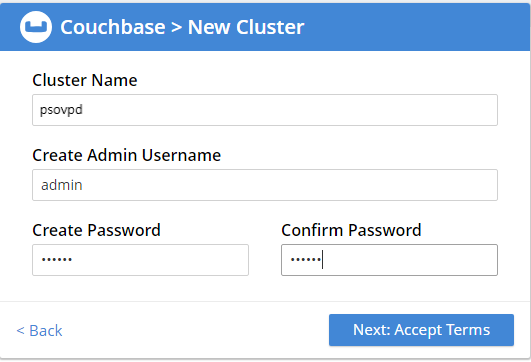 Couchbase > New Cluster
Cluster Name
psovpd
Create Admin Username
admin
Create Password Confirm Password
•••••• ••••••
< Back Next: Accept Terms